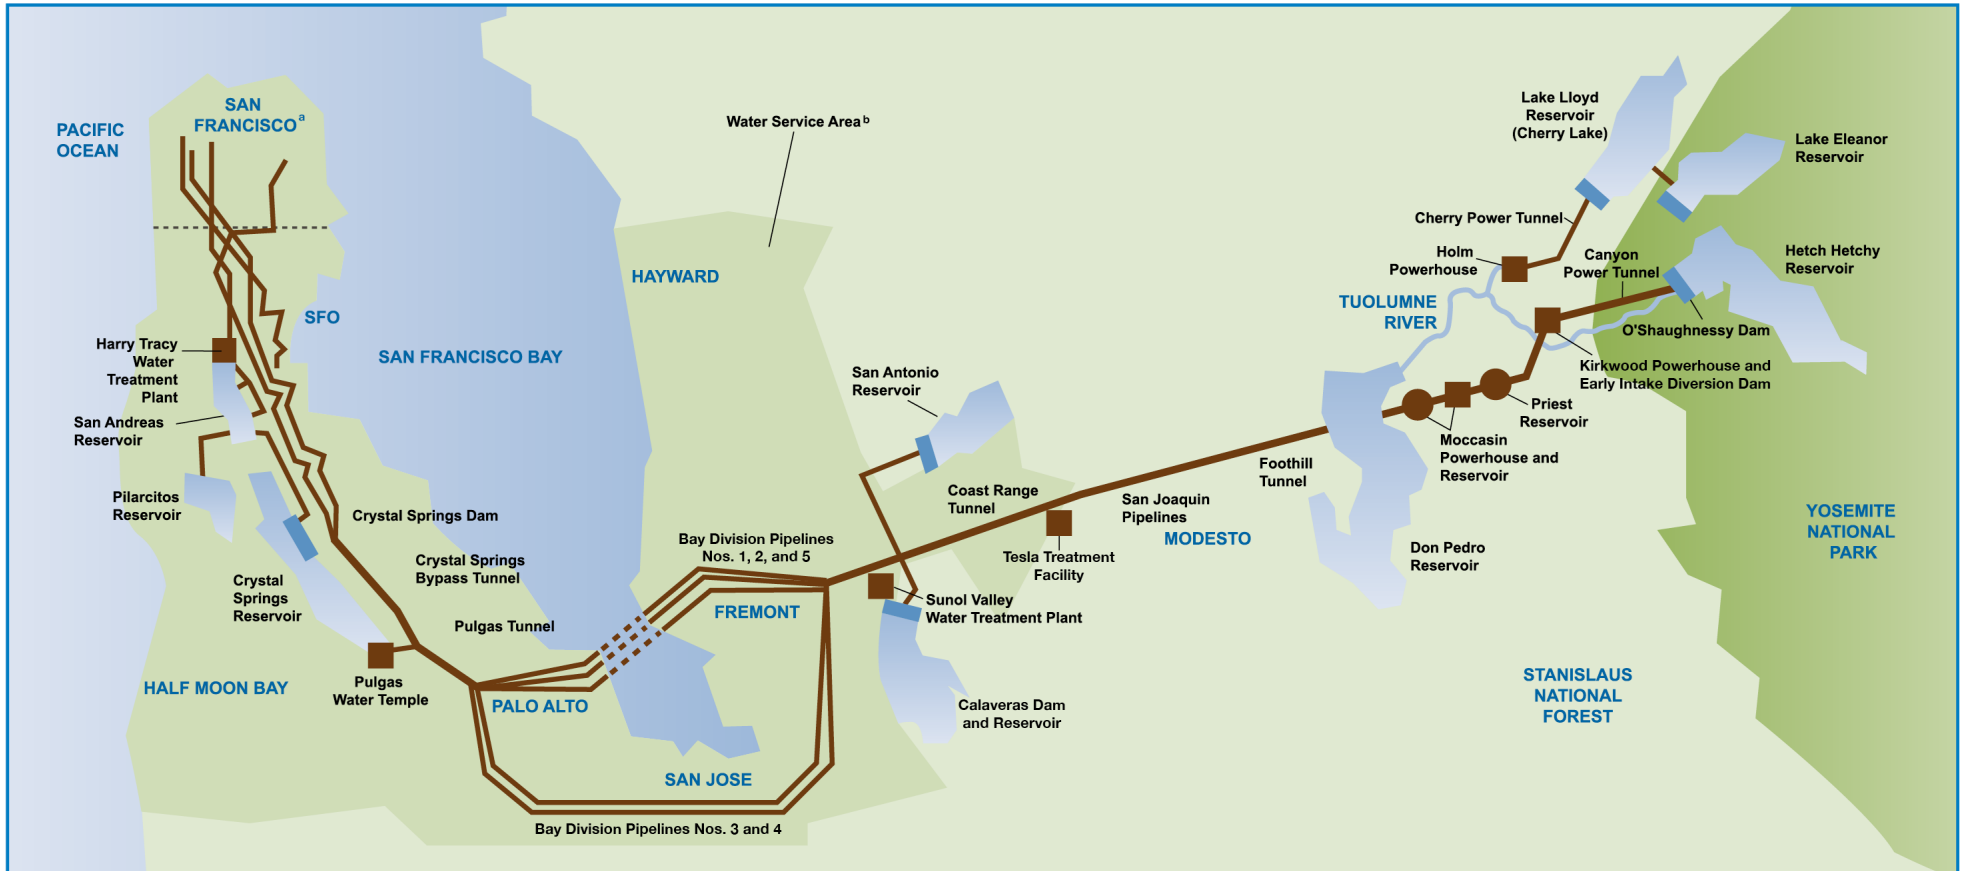 SAN
FRANCISCO a
PACIFIC
OCEAN
Water Service Area b
Lake Lloyd
Reservoir
(Cherry Lake)
Lake Eleanor
Reservoir
Cherry Power Tunnel
Holm
Powerhouse
Canyon
Power Tunnel
Hetch Hetchy
Reservoir
HAYWARD
TUOLUMNE
RIVER
SFO
O'Shaughnessy Dam
Harry Tracy
Water
Treatment
Plant
SAN FRANCISCO BAY
San Antonio
Reservoir
Kirkwood Powerhouse and
Early Intake Diversion Dam
Priest
Reservoir
San Andreas
Reservoir
Moccasin
Powerhouse and
Reservoir
Foothill
Tunnel
Pilarcitos
Reservoir
Crystal Springs Dam
Coast Range
Tunnel
San Joaquin
Pipelines
MODESTO
YOSEMITE
NATIONAL
PARK
Bay Division Pipelines
Nos. 1, 2, and 5
Crystal Springs
Bypass Tunnel
Tesla Treatment
Facility
Don Pedro
Reservoir
Crystal
Springs
Reservoir
FREMONT
Sunol Valley
Water Treatment Plant
Pulgas Tunnel
HALF MOON BAY
Pulgas
Water Temple
PALO ALTO
Calaveras Dam
and Reservoir
STANISLAUS
NATIONAL
FOREST
SAN JOSE
Bay Division Pipelines Nos. 3 and 4